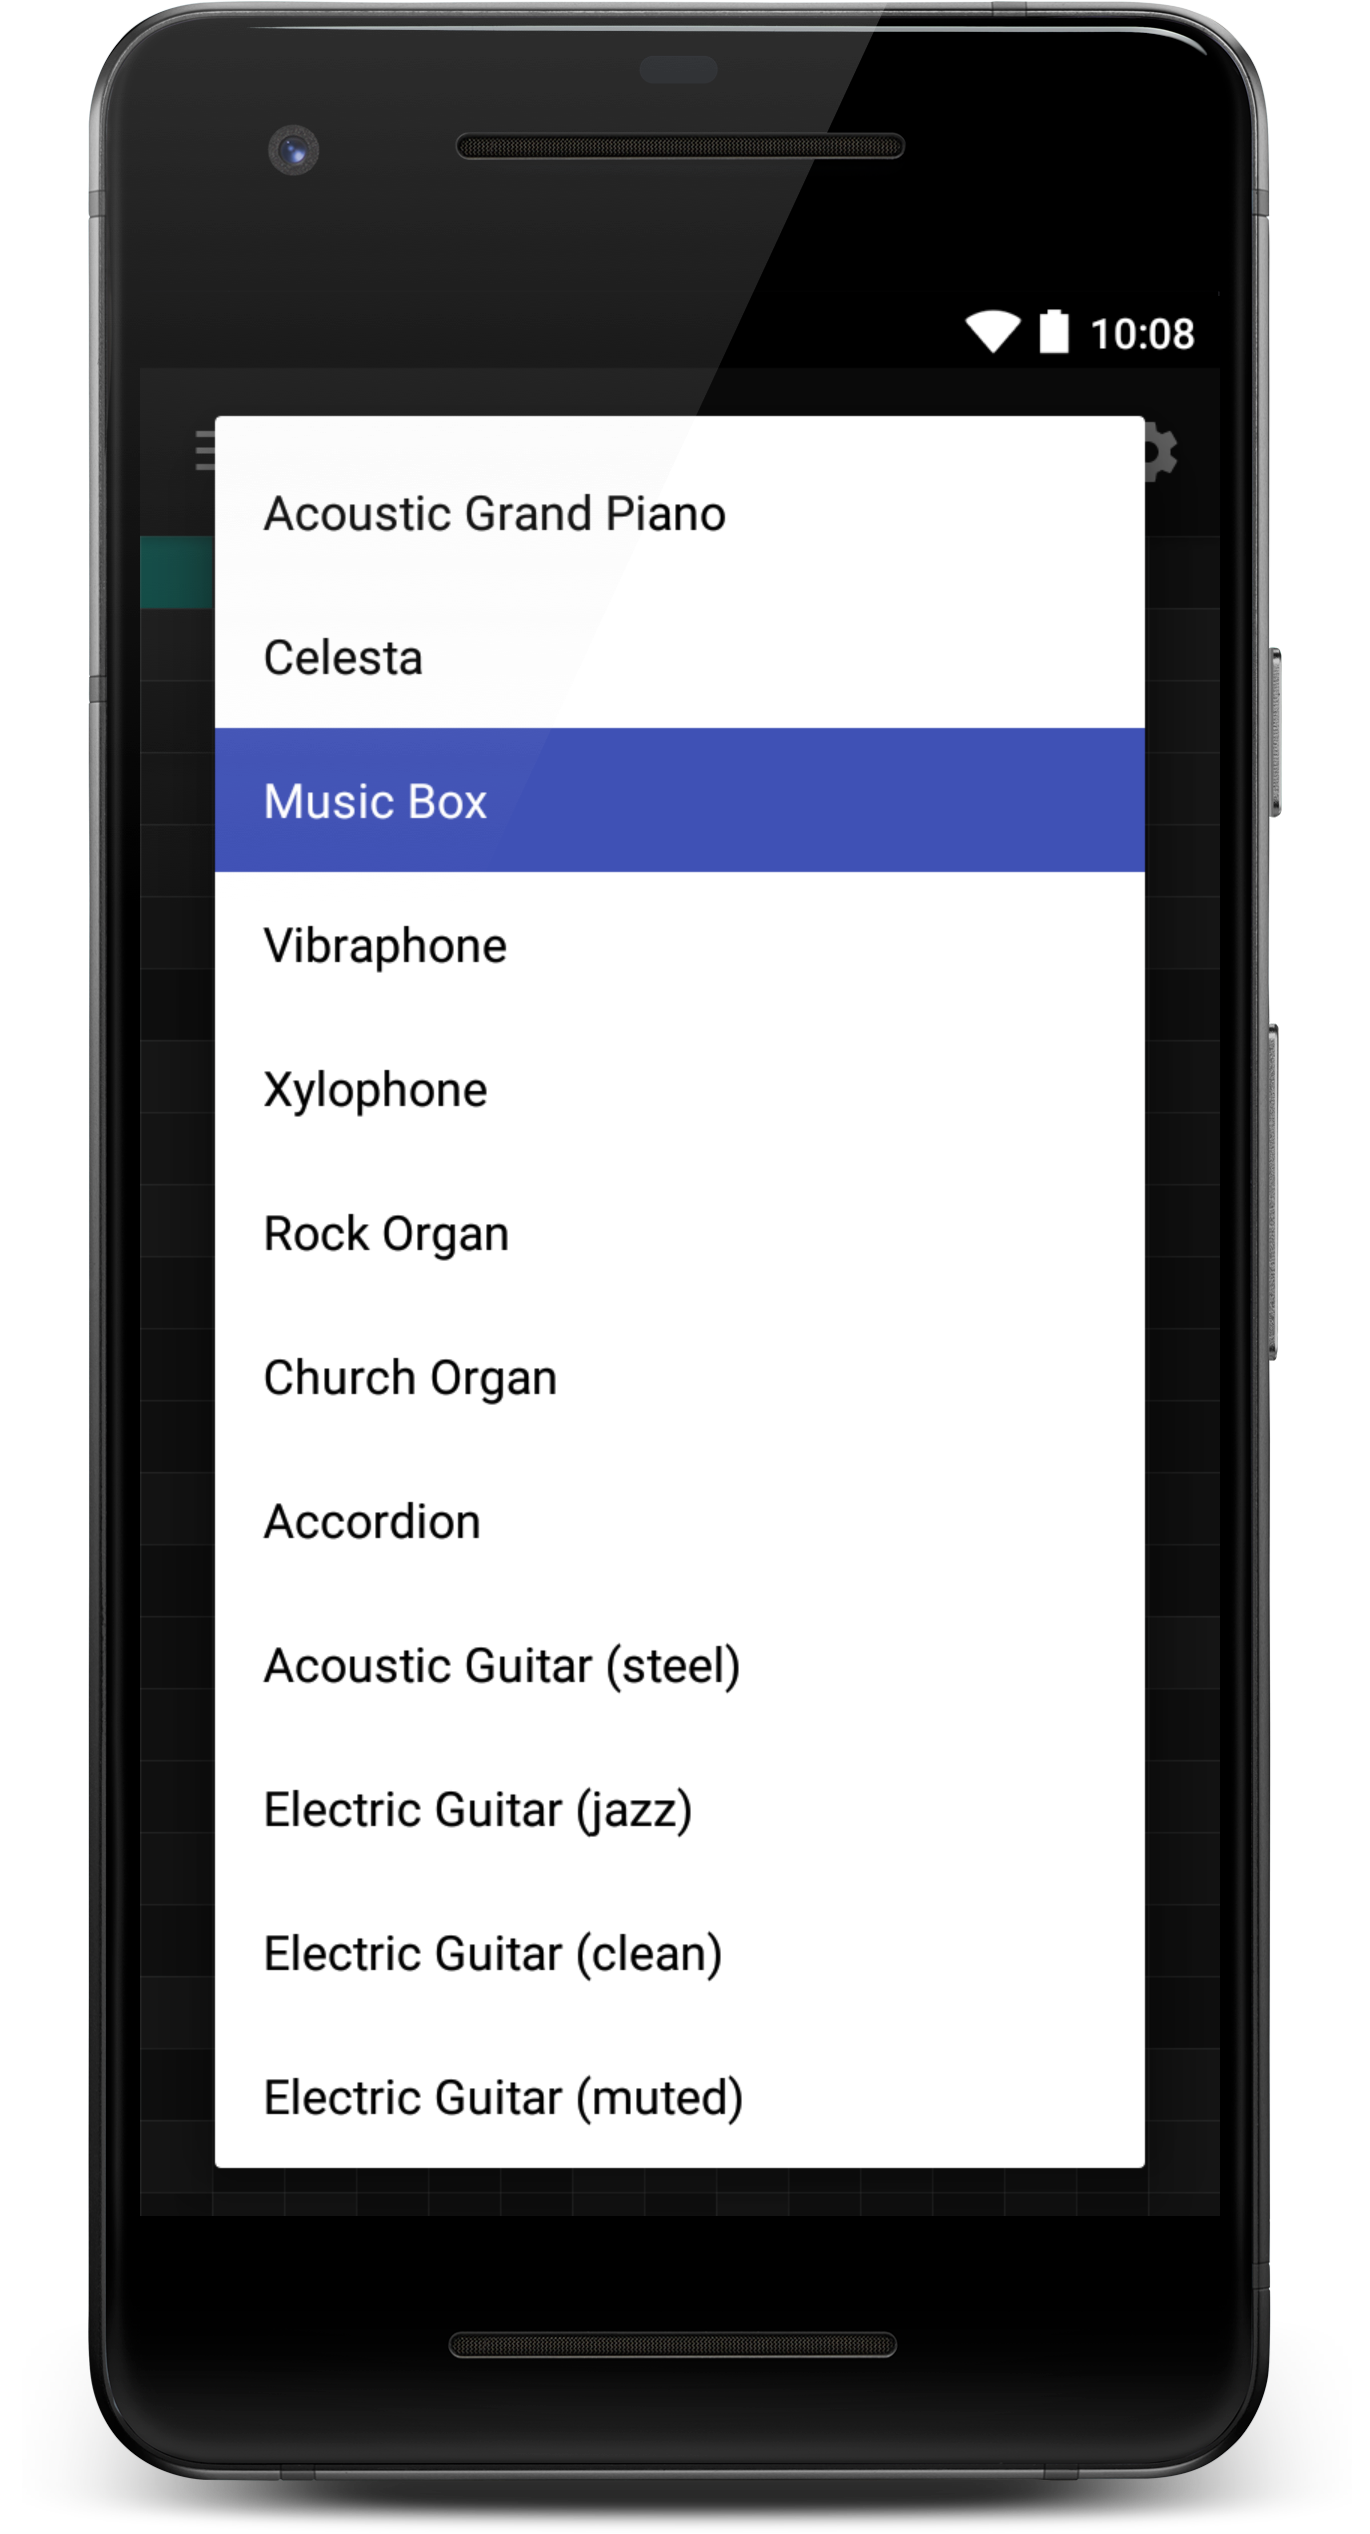 10:08
Acoustic Grand Piano
Celesta
Music Box
Vibraphone
Xylophone
Rock Organ
Church Organ
Accordion
Acoustic Guitar (steel)
Electric Guitar (jazz)
Electric Guitar (clean)
Electric Guitar (muted)